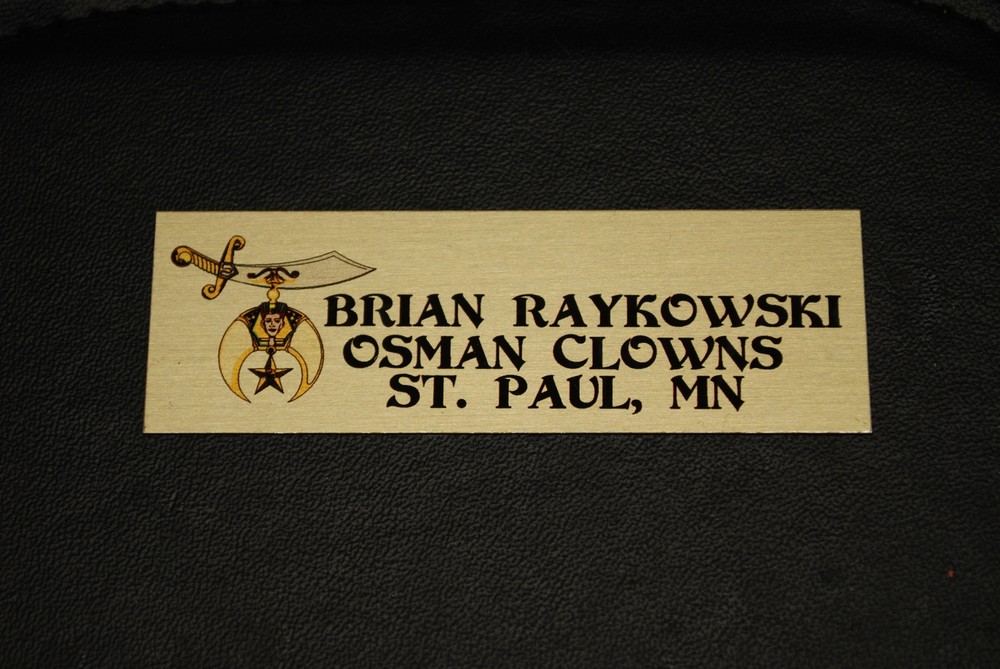 BRIAN RAYKOWSKI
OSMAN CLOWNS
ST. PAUL, MN